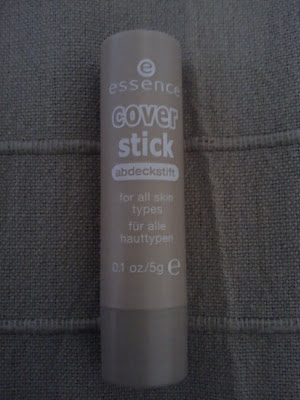 e
essence
cover
stick
abdeckstift
for all skin
types
für alle
hauttypen
0.1 oz/5g ℮